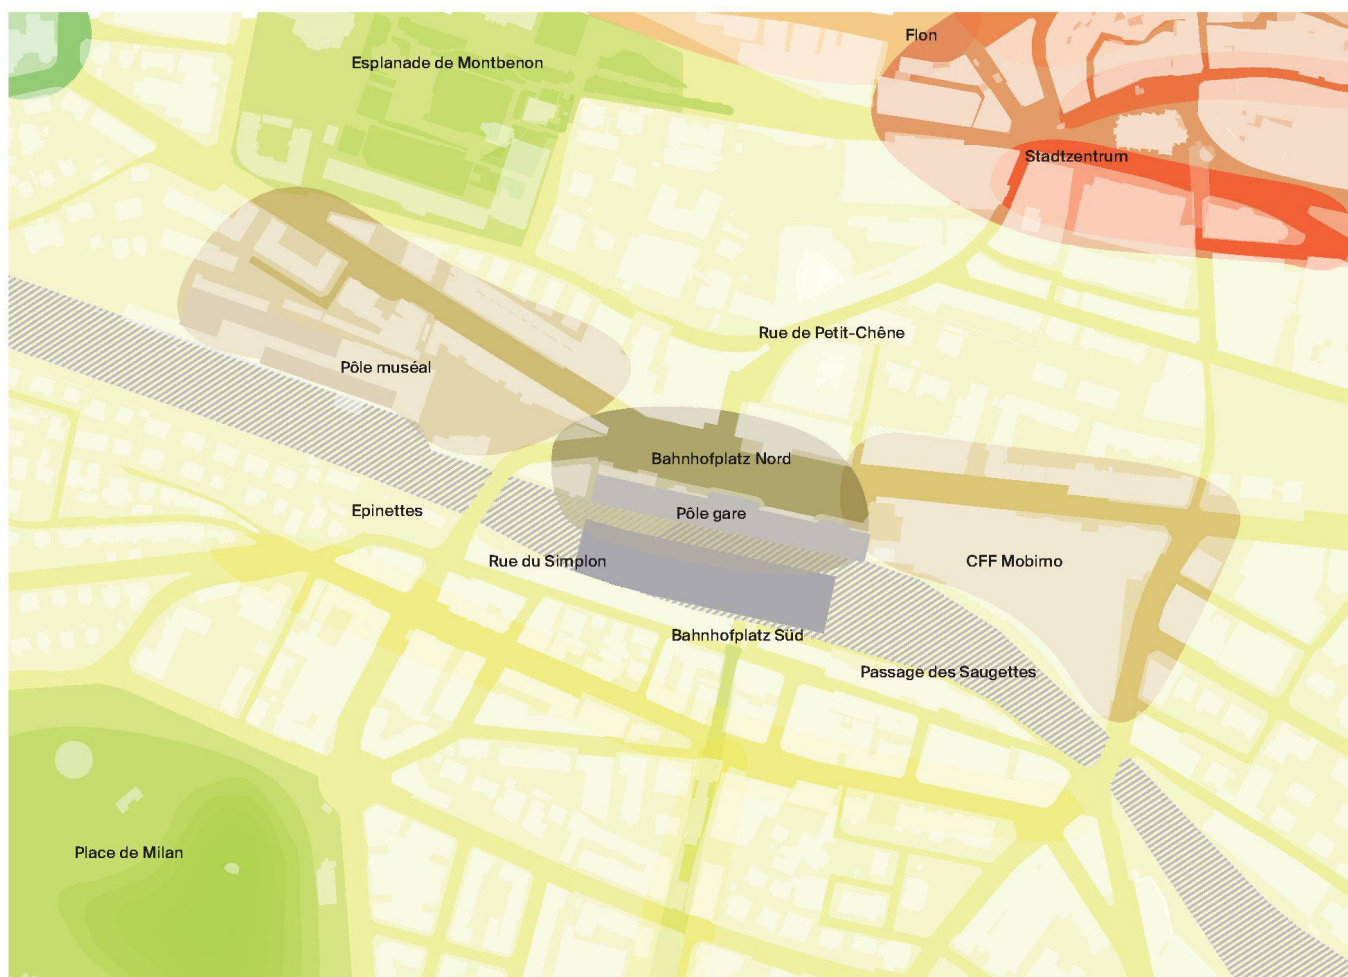 Flon
Esplanade de Montbenon
Stadtzentrum
Rue de Petit-Chêne
Pôle muséal
Bahnhofplatz Nord
Epinettes
Pôle gare
Rue du Simplon
CFF Mobimo
Bahnhofplatz Süd
Passage des Saugettes
Place de Milan